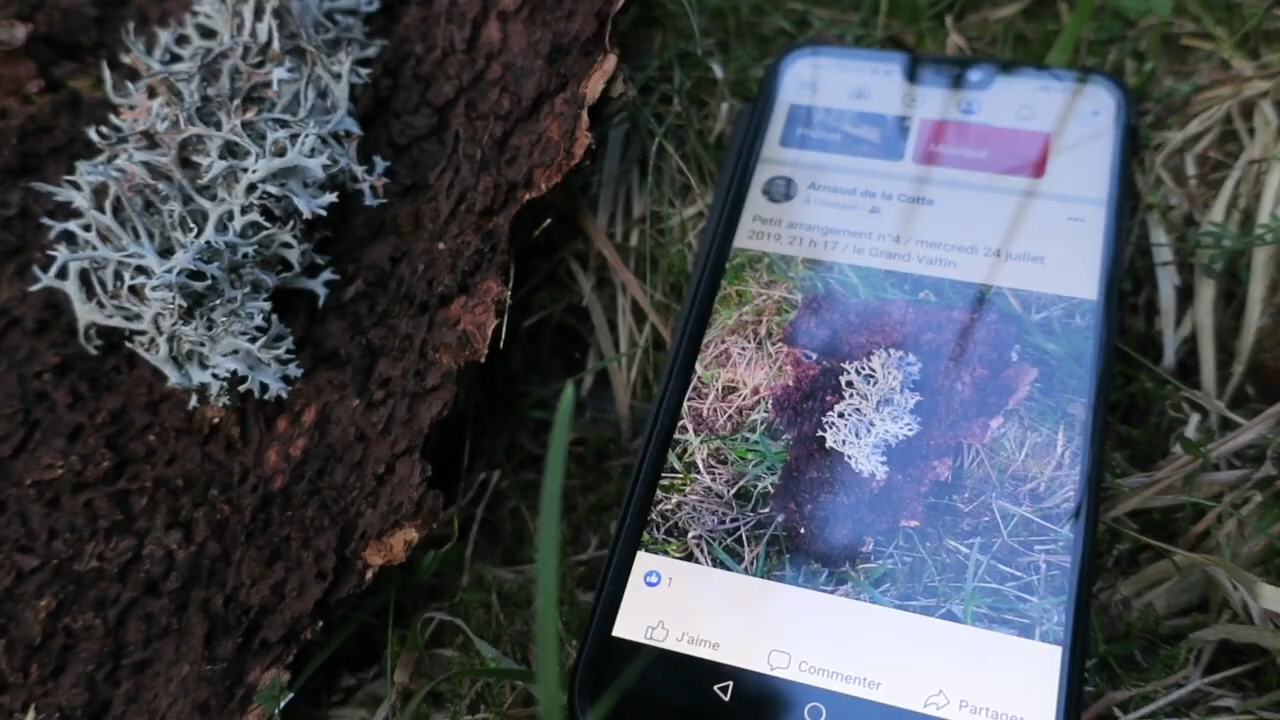 Musique
Arnaud de la Cotte
Petit arrangement n°4 / mercredi 24 juillet
2019, 21 h 17 / le Grand-Valtin.
1
J'aime
Commenter
Partager